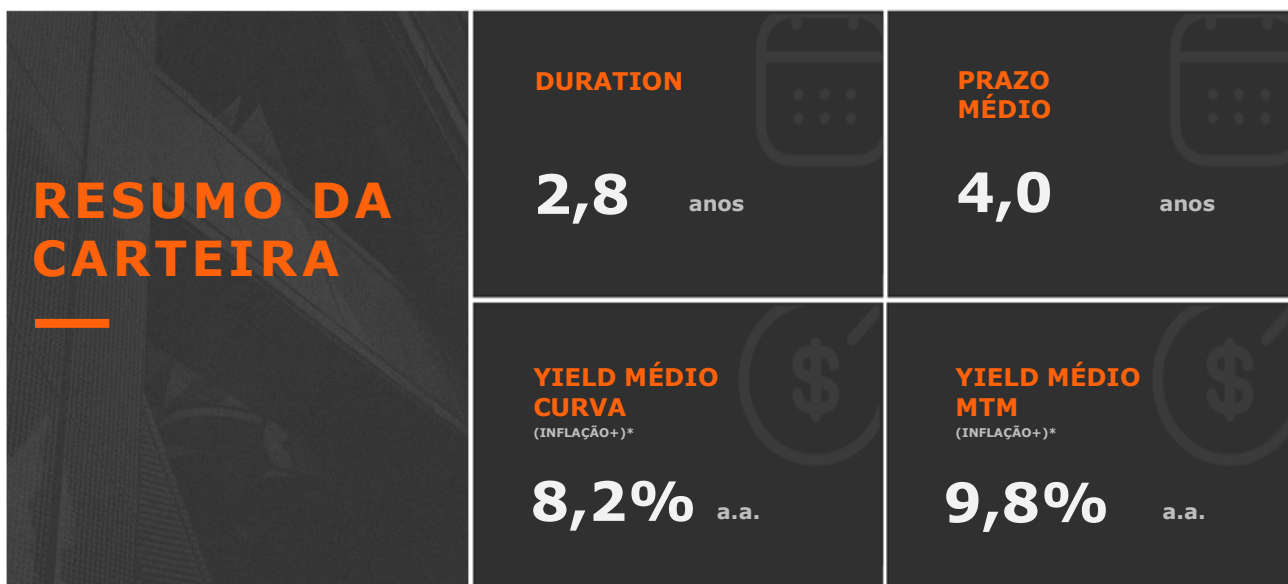 RESUMO DA
CARTEIRA
DURATION
2,8 anos
PRAZO
MÉDIO
4,0 anos
YIELD MÉDIO
CURVA
(INFLAÇÃO+)*
8,2% a.a.
YIELD MÉDIO
MTM
(INFLAÇÃO+)*
9,8% a.a.